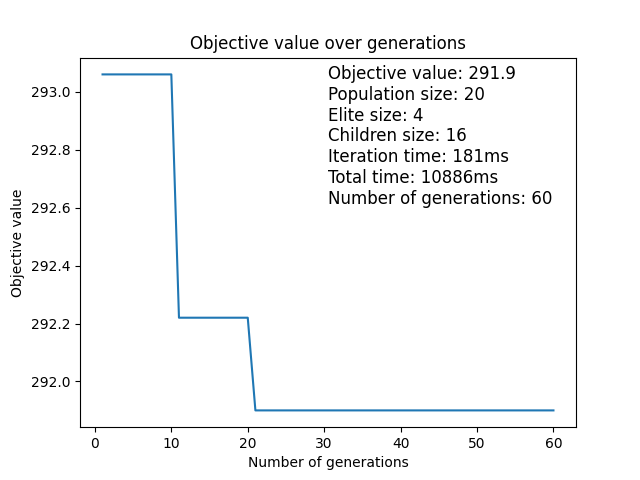 Objective value over generations
Objective value: 291.9
Population size: 20
Elite size: 4
Children size: 16
Iteration time: 181ms
Total time: 10886ms
Number of generations: 60
Objective value
293.0
292.8
292.6
292.4
292.2
292.0
0 10 20 30 40 50 60
Number of generations